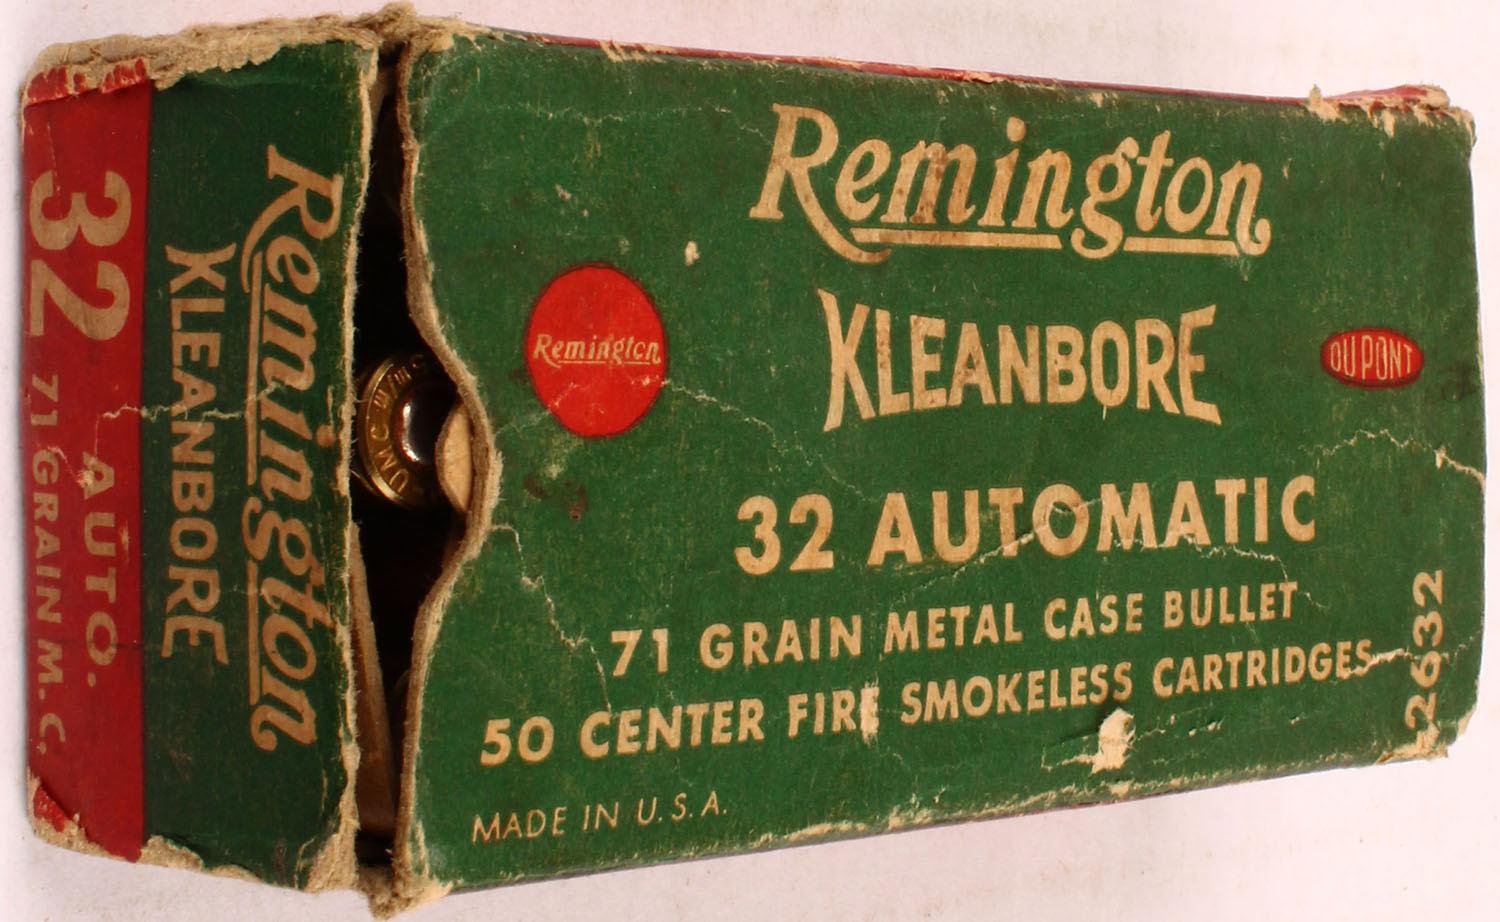 Remington
KLEANBORE
32 AUTOMATIC
71 GRAIN METAL CASE BULLET
50 CENTER FIRE SMOKELESS CARTRIDGES
MADE IN U.S.A.
Remington
DU PONT
2632
Remington
KLEANBORE
32 AUTO.
71 GRAIN M.C.
UMC